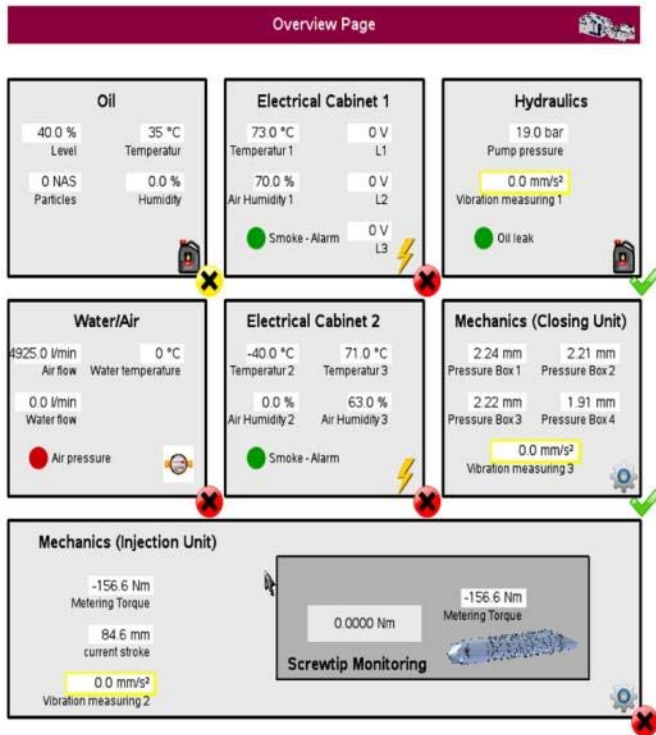 Overview Page
Oil
40.0 % 35 °C
Level Temperatur
0 NAS 0.0 %
Particles Humidity
Electrical Cabinet 1
73.0 °C 0 V
Temperatur 1 L1
70.0 % 0 V
Air Humidity 1 L2
Smoke - Alarm 0 V
L3
Hydraulics
19.0 bar
Pump pressure
0.0 mm/s²
Vibration measuring 1
Oil leak
Water/Air
4925.0 l/min 0 °C
Air flow Water temperature
0.0 l/min
Water flow
Air pressure
Electrical Cabinet 2
-40.0 °C 71.0 °C
Temperatur 2 Temperatur 3
0.0 % 63.0 %
Air Humidity 2 Air Humidity 3
Smoke - Alarm
Mechanics (Closing Unit)
2.24 mm 2.21 mm
Pressure Box 1 Pressure Box 2
2.22 mm 1.91 mm
Pressure Box 3 Pressure Box 4
0.0 mm/s²
Vibration measuring 3
Mechanics (Injection Unit)
-156.6 Nm
Metering Torque
84.6 mm
current stroke
0.0 mm/s²
Vibration measuring 2
0.0000 Nm
-156.6 Nm
Metering Torque
Screwtip Monitoring